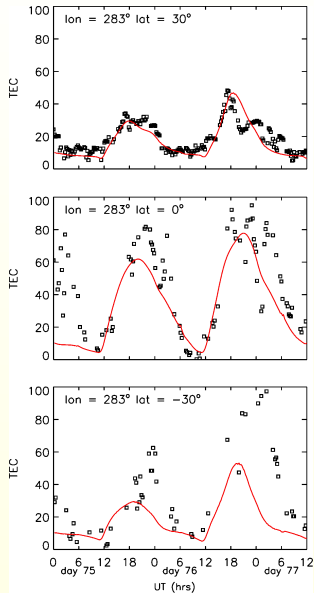 lon = 283° lat = 30°
100
80
60
40
20
0
TEC
lon = 283° lat = 0°
100
80
60
40
20
0
TEC
lon = 283° lat = −30°
100
80
60
40
20
0
TEC
0 6 12 18 0 6 12 18 0 6 12
day 75 day 76 day 77
UT (hrs)